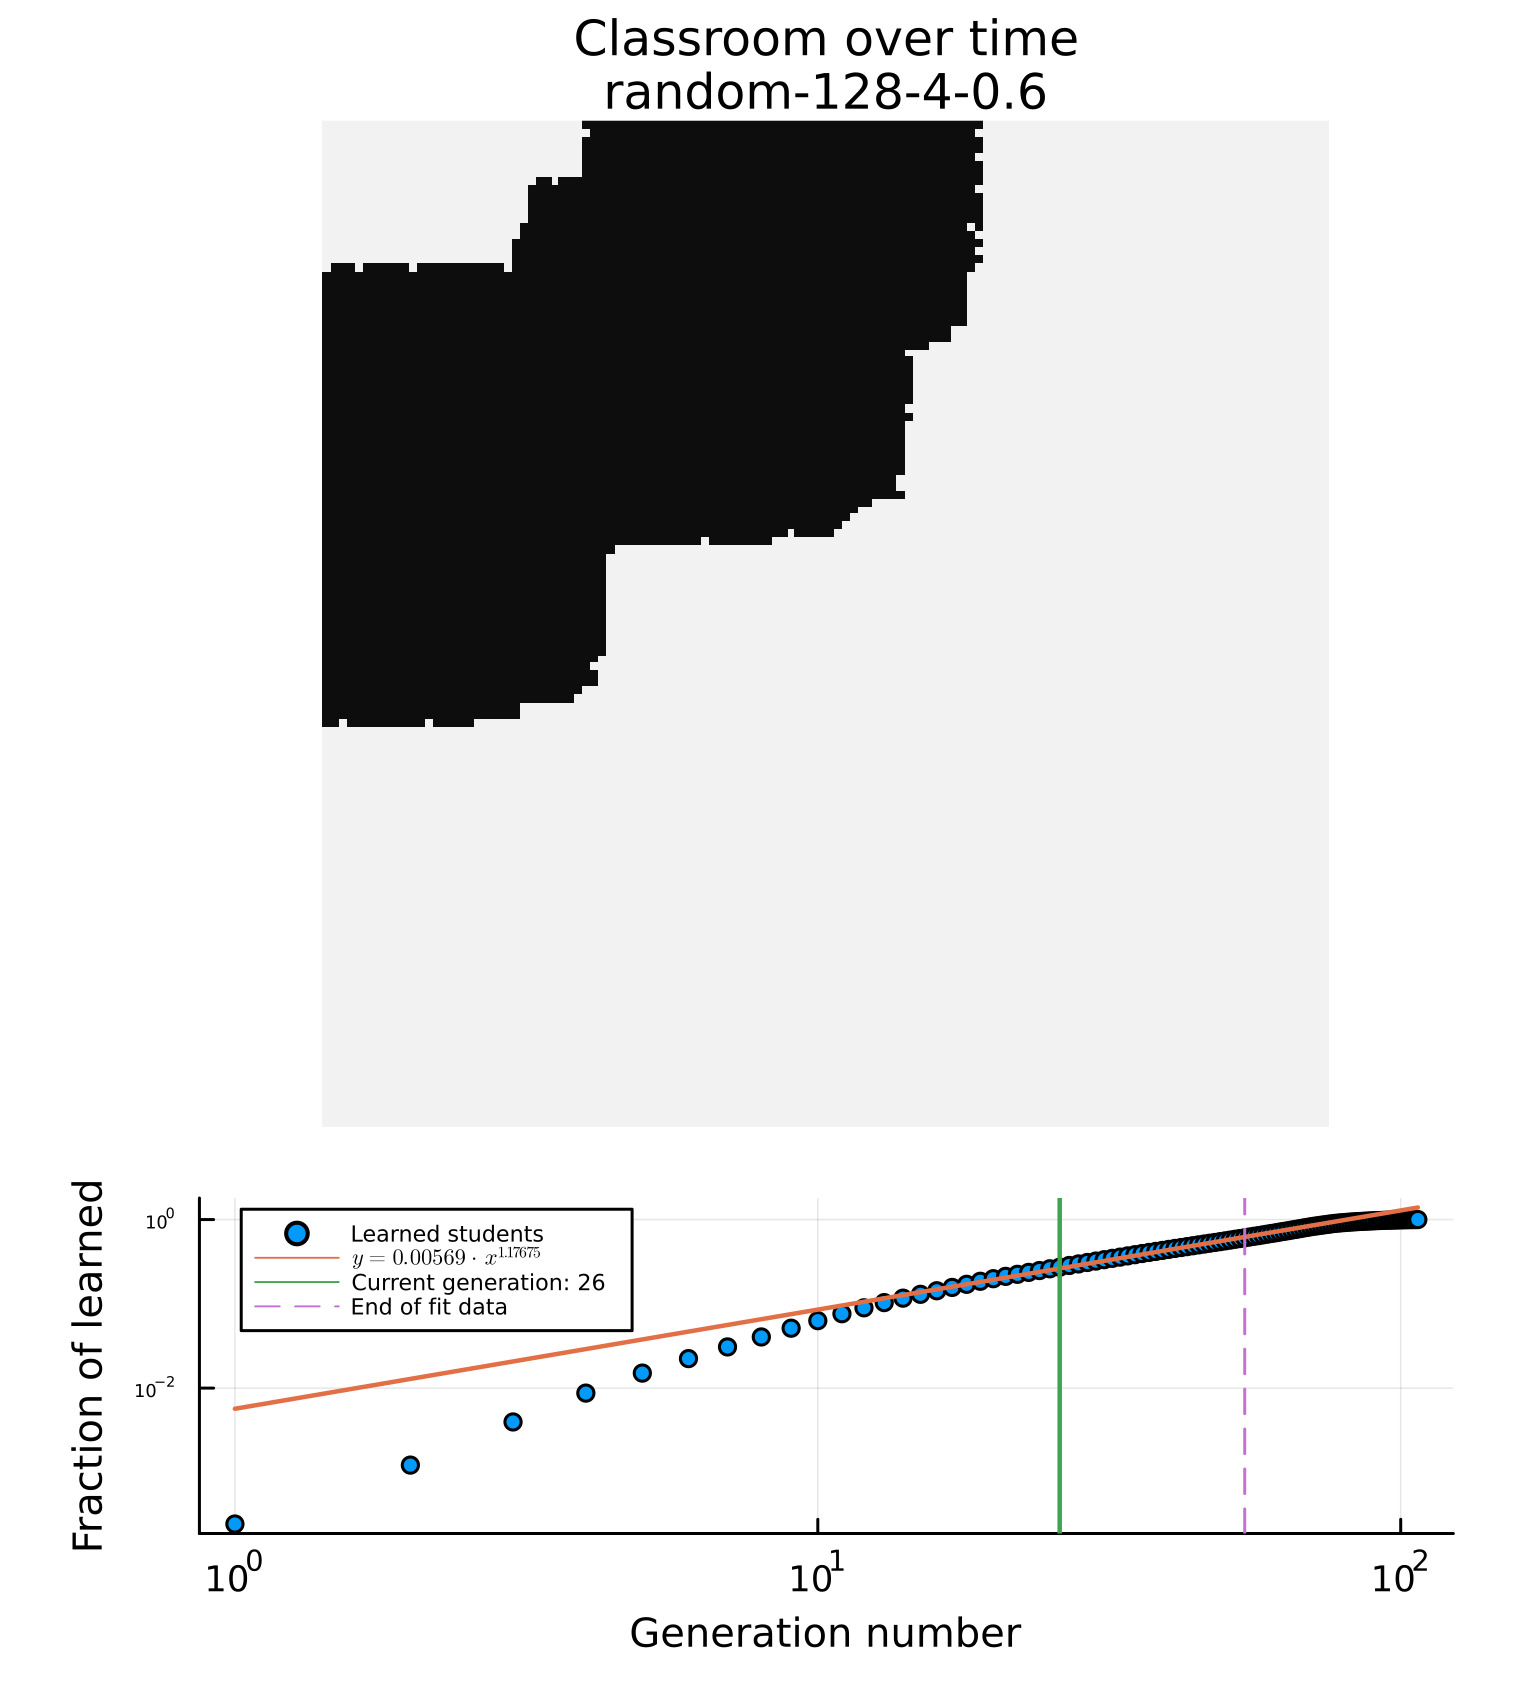 Classroom over time
random-128-4-0.6
Fraction of learned
10^0
10^-2
Learned students
y = 0.00569 · x^1.17675
Current generation: 26
End of fit data
10^0
10^1
10^2
Generation number